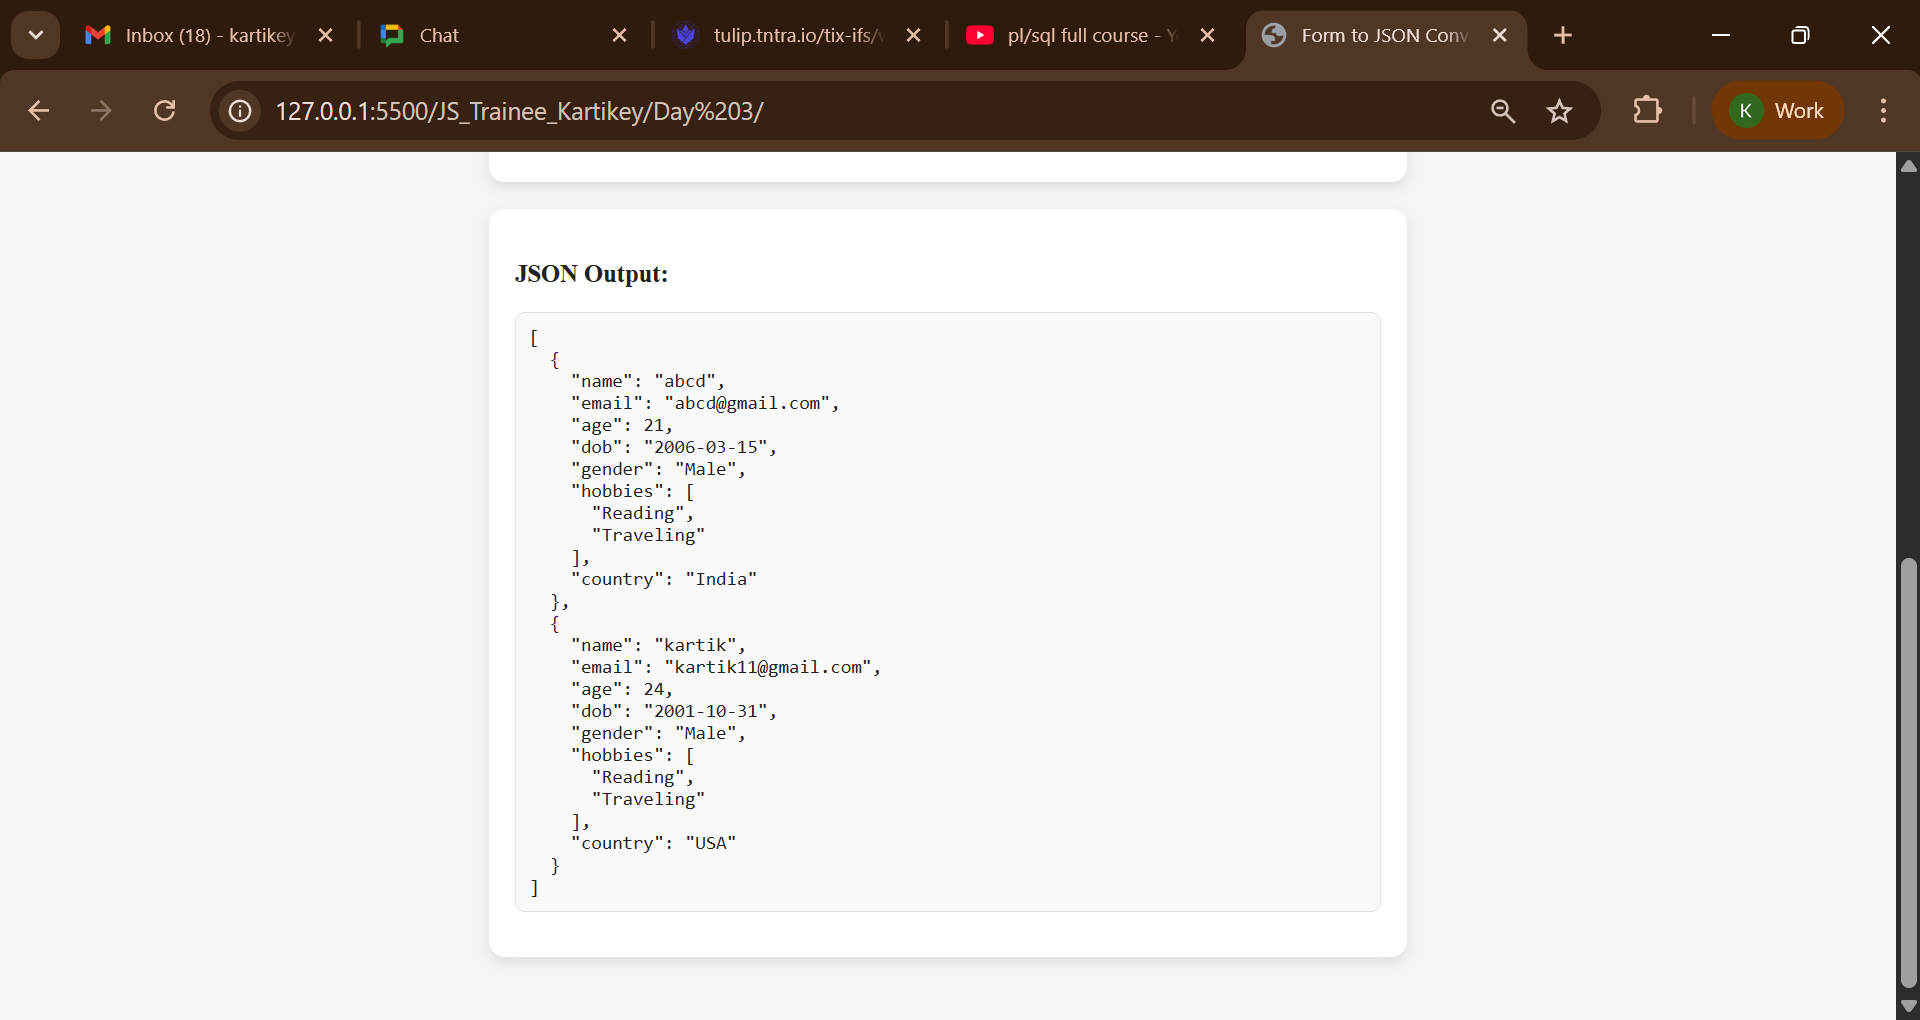 Inbox (18) - kartikey
Chat
tulip.tntra.io/tix-ifs/
pl/sql full course -
Form to JSON Conv
127.0.0.1:5500/JS_Trainee_Kartikey/Day%203/
K
Work
JSON Output:
[
  {
    "name": "abcd",
    "email": "abcd@gmail.com",
    "age": 21,
    "dob": "2006-03-15",
    "gender": "Male",
    "hobbies": [
      "Reading",
      "Traveling"
    ],
    "country": "India"
  },
  {
    "name": "kartik",
    "email": "kartik11@gmail.com",
    "age": 24,
    "dob": "2001-10-31",
    "gender": "Male",
    "hobbies": [
      "Reading",
      "Traveling"
    ],
    "country": "USA"
  }
]